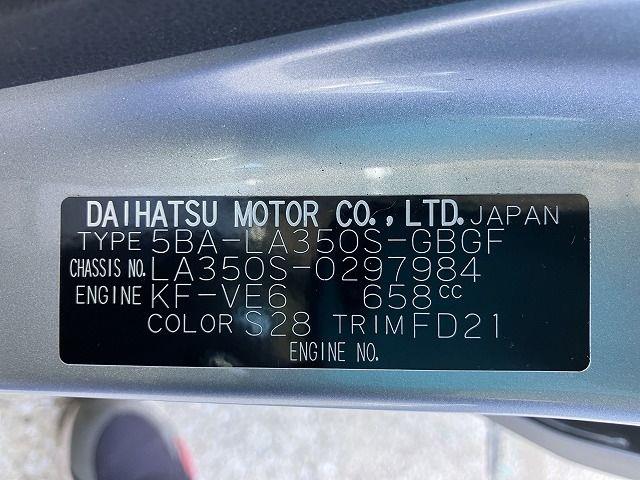 DAIHATSU MOTOR CO., LTD. JAPAN
TYPE 5BA-LA350S-GBGF
CHASSIS NO. LA350S-0297984
ENGINE KF-VE6 658cc
COLOR S28 TRIM FD21
ENGINE NO.